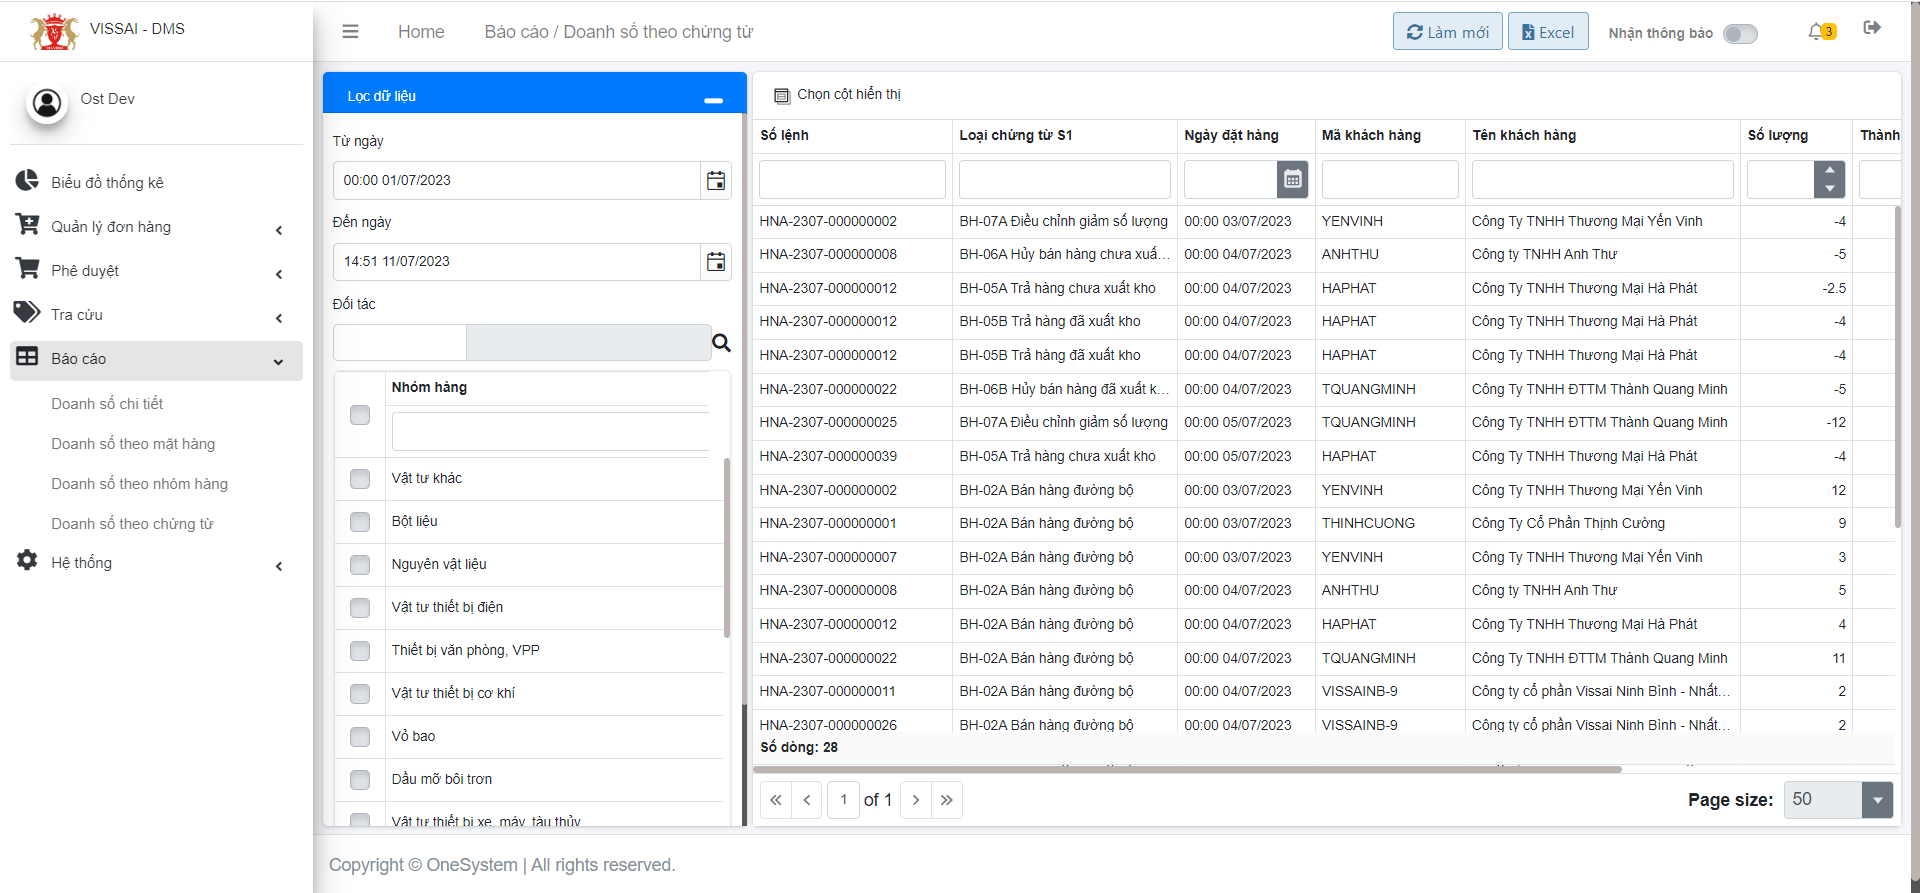 VISSAI - DMS
Home
Báo cáo / Doanh số theo chứng từ
Làm mới
Excel
Nhận thông báo
3
Ost Dev
Biểu đồ thống kê
Quản lý đơn hàng
Phê duyệt
Tra cứu
Báo cáo
Doanh số chi tiết
Doanh số theo mặt hàng
Doanh số theo nhóm hàng
Doanh số theo chứng từ
Hệ thống
Lọc dữ liệu
Từ ngày
00:00 01/07/2023
Đến ngày
14:51 11/07/2023
Đối tác
Nhóm hàng
Vật tư khác
Bột liệu
Nguyên vật liệu
Vật tư thiết bị điện
Thiết bị văn phòng, VPP
Vật tư thiết bị cơ khí
Vỏ bao
Dầu mỡ bôi trơn
Vật tư thiết bị xe, máy, tàu thủy
Chọn cột hiển thị
Số lệnh Loại chứng từ S1 Ngày đặt hàng Mã khách hàng Tên khách hàng Số lượng Thành
HNA-2307-000000002 BH-07A Điều chỉnh giảm số lượng 00:00 03/07/2023 YENVINH Công Ty TNHH Thương Mại Yến Vinh -4
HNA-2307-000000008 BH-06A Hủy bán hàng chưa xuấ... 00:00 04/07/2023 ANHTHU Công ty TNHH Anh Thư -5
HNA-2307-000000012 BH-05A Trả hàng chưa xuất kho 00:00 04/07/2023 HAPHAT Công Ty TNHH Thương Mại Hà Phát -2.5
HNA-2307-000000012 BH-05B Trả hàng đã xuất kho 00:00 04/07/2023 HAPHAT Công Ty TNHH Thương Mại Hà Phát -4
HNA-2307-000000012 BH-05B Trả hàng đã xuất kho 00:00 04/07/2023 HAPHAT Công Ty TNHH Thương Mại Hà Phát -4
HNA-2307-000000022 BH-06B Hủy bán hàng đã xuất k... 00:00 04/07/2023 TQUANGMINH Công Ty TNHH ĐTTM Thành Quang Minh -5
HNA-2307-000000025 BH-07A Điều chỉnh giảm số lượng 00:00 05/07/2023 TQUANGMINH Công Ty TNHH ĐTTM Thành Quang Minh -12
HNA-2307-000000039 BH-05A Trả hàng chưa xuất kho 00:00 05/07/2023 HAPHAT Công Ty TNHH Thương Mại Hà Phát -4
HNA-2307-000000002 BH-02A Bán hàng đường bộ 00:00 03/07/2023 YENVINH Công Ty TNHH Thương Mại Yến Vinh 12
HNA-2307-000000001 BH-02A Bán hàng đường bộ 00:00 03/07/2023 THINHCUONG Công Ty Cổ Phần Thịnh Cường 9
HNA-2307-000000007 BH-02A Bán hàng đường bộ 00:00 03/07/2023 YENVINH Công Ty TNHH Thương Mại Yến Vinh 3
HNA-2307-000000008 BH-02A Bán hàng đường bộ 00:00 04/07/2023 ANHTHU Công ty TNHH Anh Thư 5
HNA-2307-000000012 BH-02A Bán hàng đường bộ 00:00 04/07/2023 HAPHAT Công Ty TNHH Thương Mại Hà Phát 4
HNA-2307-000000022 BH-02A Bán hàng đường bộ 00:00 04/07/2023 TQUANGMINH Công Ty TNHH ĐTTM Thành Quang Minh 11
HNA-2307-000000011 BH-02A Bán hàng đường bộ 00:00 04/07/2023 VISSAINB-9 Công ty cổ phần Vissai Ninh Bình - Nhất... 2
HNA-2307-000000026 BH-02A Bán hàng đường bộ 00:00 04/07/2023 VISSAINB-9 Công ty cổ phần Vissai Ninh Bình - Nhất... 2
Số dòng: 28
1 of 1
Page size: 50
Copyright © OneSystem | All rights reserved.